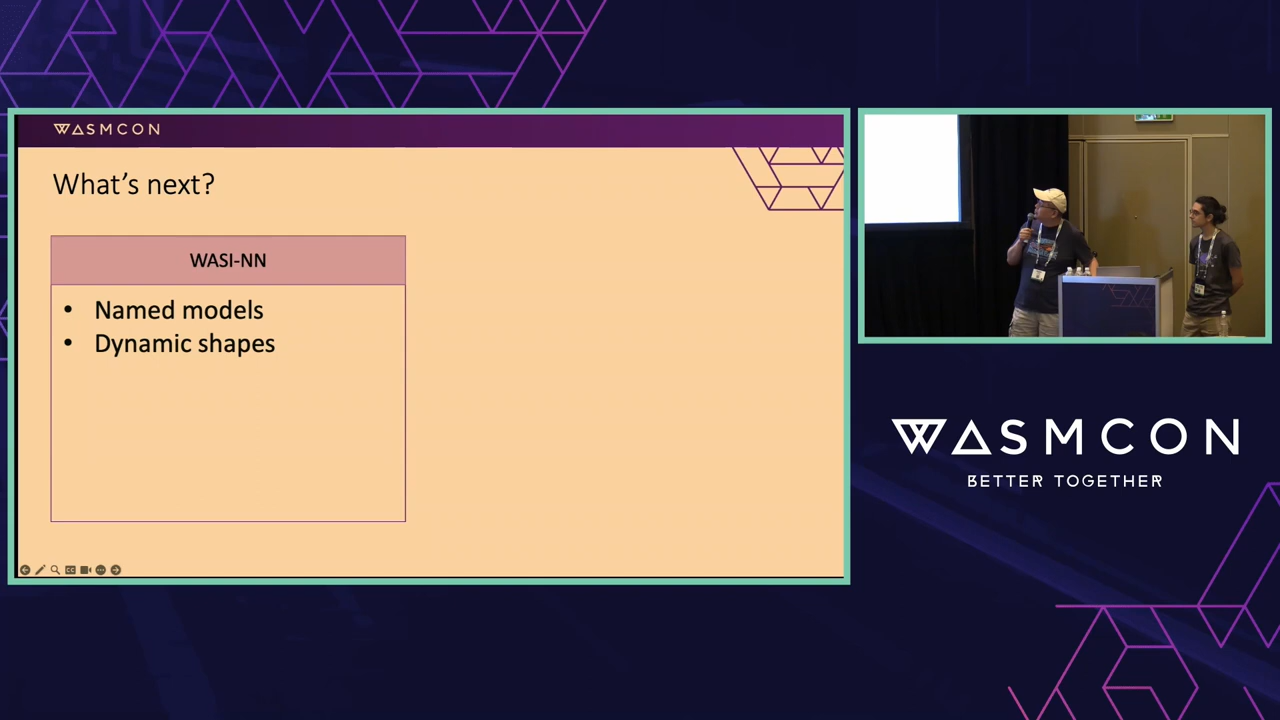 WASMCON
What's next?
WASI-NN
• Named models
• Dynamic shapes
WASMCON
BETTER TOGETHER